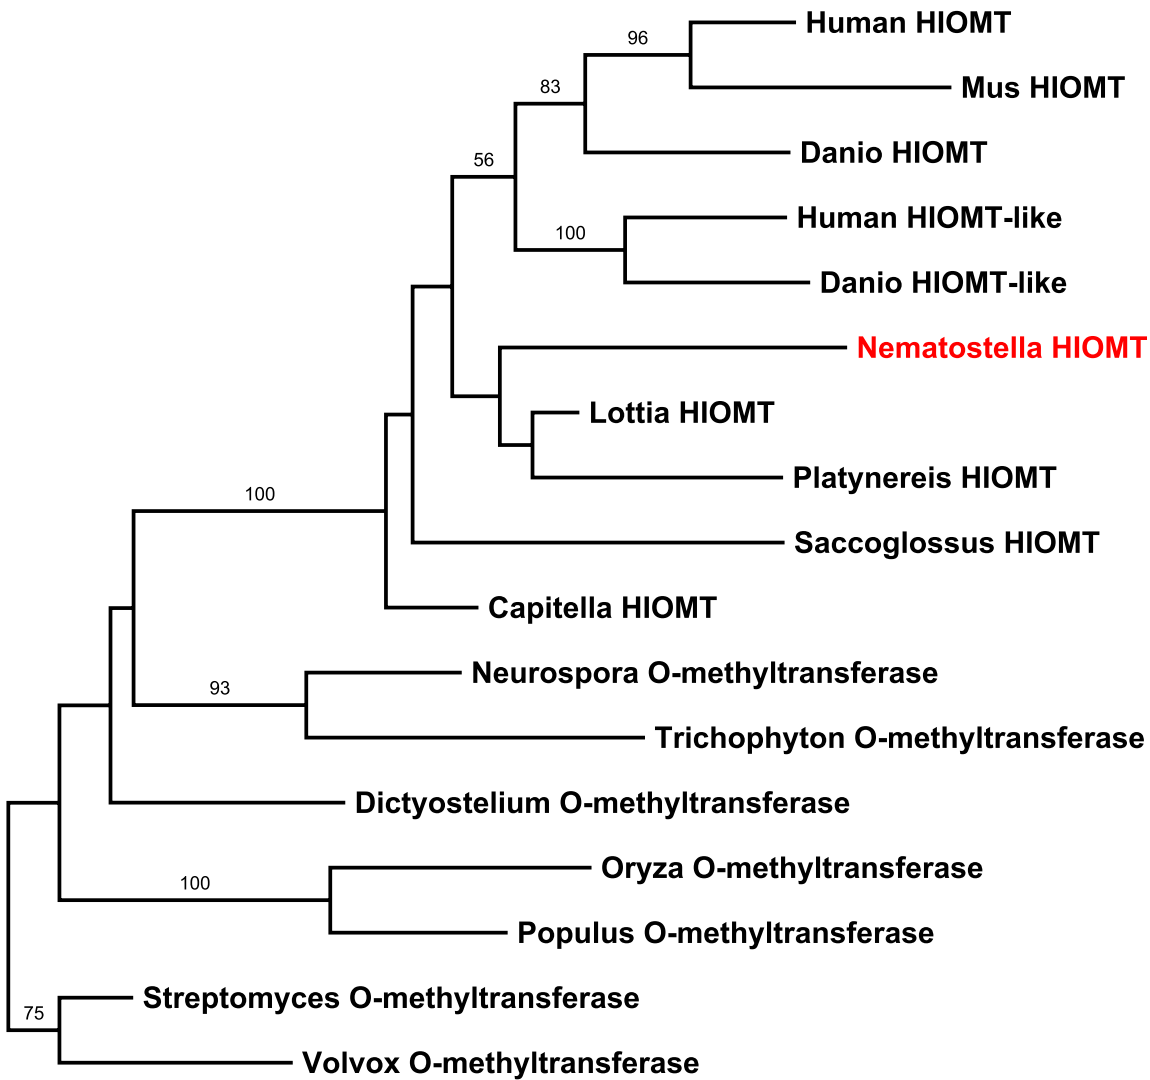 Human HIOMT
96
Mus HIOMT
83
Danio HIOMT
56
Human HIOMT-like
100
Danio HIOMT-like
Nematostella HIOMT
Lottia HIOMT
Platynereis HIOMT
100
Saccoglossus HIOMT
Capitella HIOMT
Neurospora O-methyltransferase
93
Trichophyton O-methyltransferase
Dictyostelium O-methyltransferase
Oryza O-methyltransferase
100
Populus O-methyltransferase
Streptomyces O-methyltransferase
75
Volvox O-methyltransferase